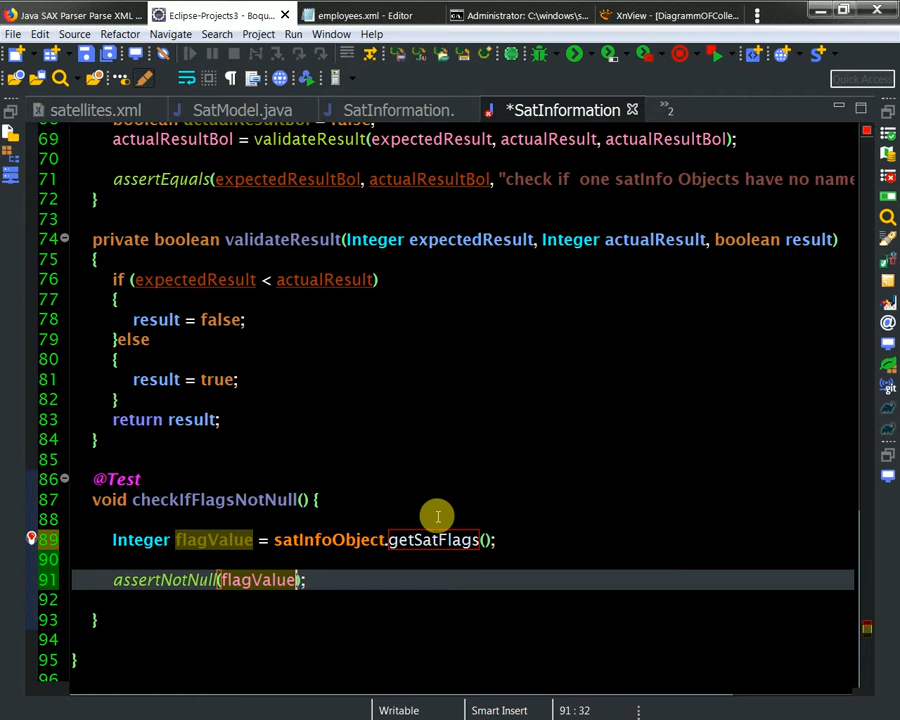 Java SAX Parser Parse XML ... Eclipse-Projects3 - Boqu... employees.xml - Editor Administrator: C:\windows\s... XnView - [DiagrammOFColle...
File Edit Source Refactor Navigate Search Project Run Window Help
Quick Access
satellites.xml SatModel.java SatInformation. *SatInformation »2
69 actualResultBol = validateResult(expectedResult, actualResult, actualResultBol);
70
71 assertEquals(expectedResultBol, actualResultBol, "check if one satInfo Objects have no name
72 }
73
74 private boolean validateResult(Integer expectedResult, Integer actualResult, boolean result)
75 {
76 if (expectedResult < actualResult)
77 {
78 result = false;
79 }else
80 {
81 result = true;
82 }
83 return result;
84 }
85
86 @Test
87 void checkIfFlagsNotNull() {
88
89 Integer flagValue = satInfoObject.getSatFlags();
90
91 assertNotNull(flagValue);
92
93 }
94
95 }
96
Writable Smart Insert 91 : 32